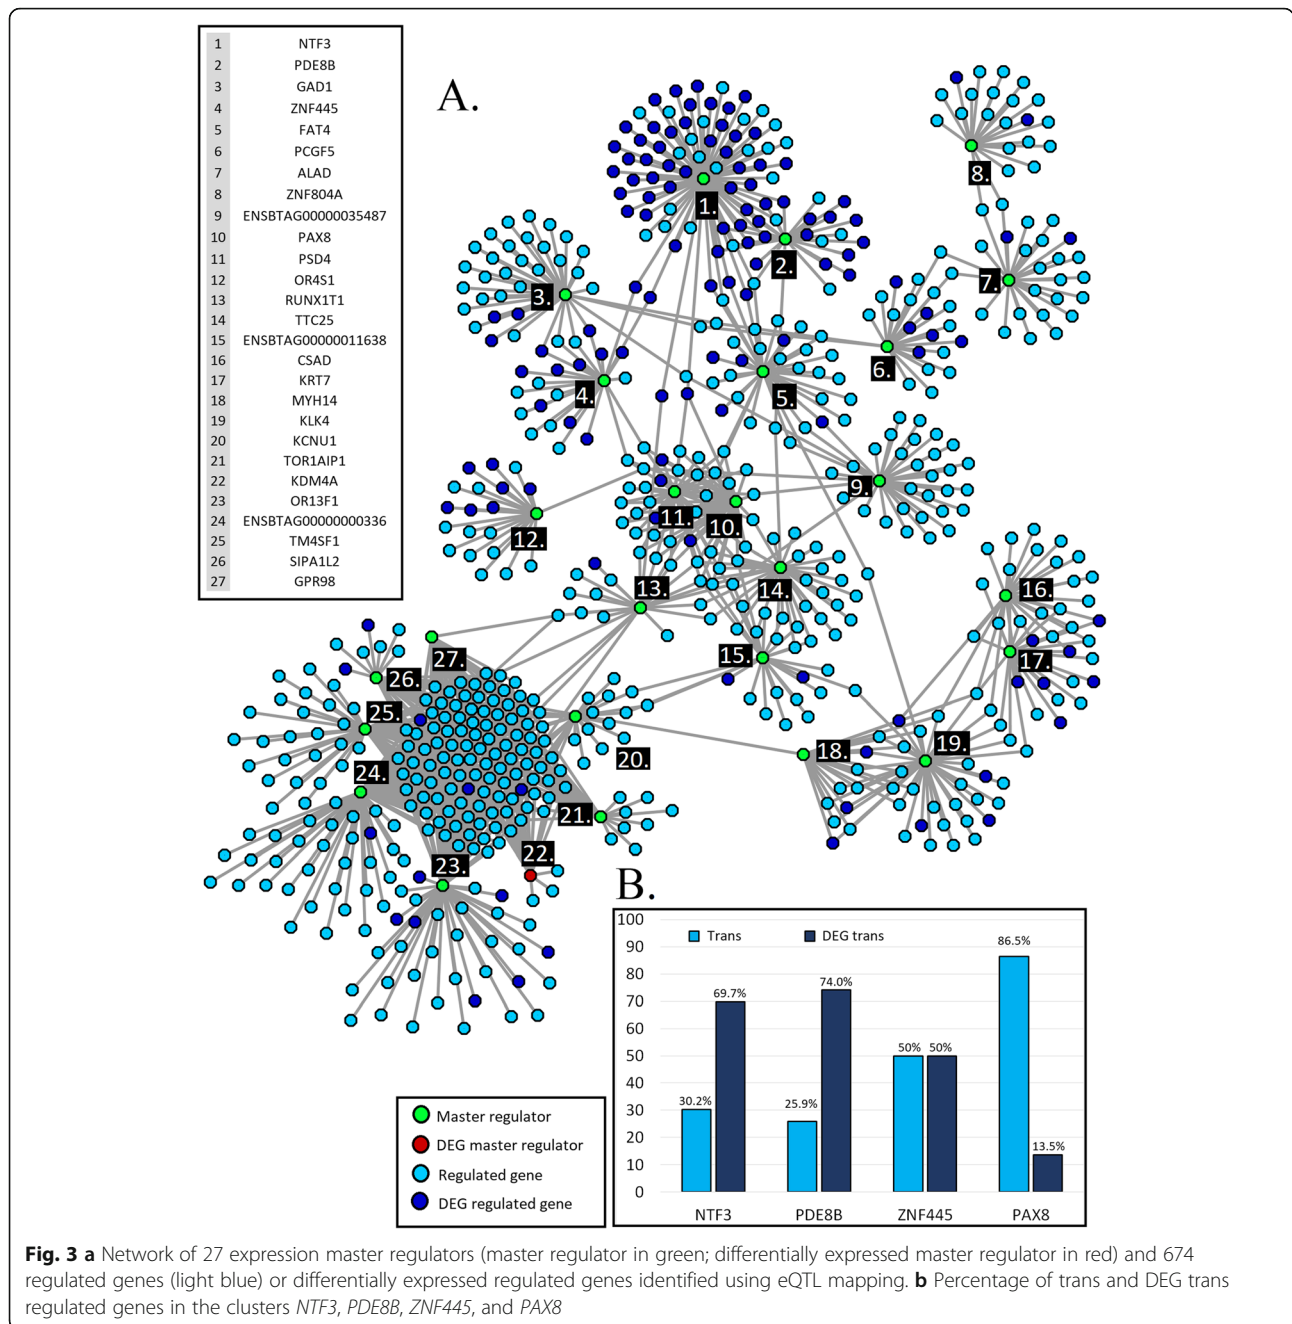 1 NTF3
2 PDE8B
3 GAD1
4 ZNF445
5 FAT4
6 PCGF5
7 ALAD
8 ZNF804A
9 ENSBTAG00000035487
10 PAX8
11 PSD4
12 OR4S1
13 RUNX1T1
14 TTC25
15 ENSBTAG00000011638
16 CSAD
17 KRT7
18 MYH14
19 KLK4
20 KCNU1
21 TOR1AIP1
22 KDM4A
23 OR13F1
24 ENSBTAG00000000336
25 TM4SF1
26 SIPA1L2
27 GPR98
A.
1.
2.
3.
4.
5.
6.
7.
8.
9.
10.
11.
12.
13.
14.
15.
16.
17.
18.
19.
20.
21.
22.
23.
24.
25.
26.
27.
Master regulator
DEG master regulator
Regulated gene
DEG regulated gene
B.
Trans DEG trans
100
90
80
70
60
50
40
30
20
10
0
30.2% 69.7% 25.9% 74.0% 50% 50% 86.5% 13.5%
NTF3 PDE8B ZNF445 PAX8
Fig. 3 a Network of 27 expression master regulators (master regulator in green; differentially expressed master regulator in red) and 674
regulated genes (light blue) or differentially expressed regulated genes identified using eQTL mapping. b Percentage of trans and DEG trans
regulated genes in the clusters NTF3, PDE8B, ZNF445, and PAX8